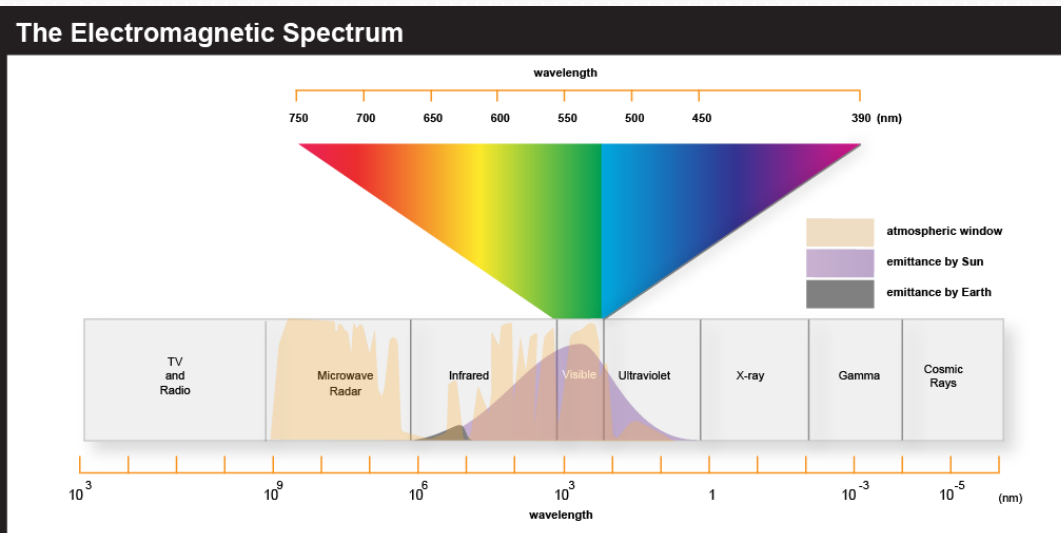 The Electromagnetic Spectrum
wavelength
750 700 650 600 550 500 450 390 (nm)
atmospheric window
emittance by Sun
emittance by Earth
TV
and
Radio
Microwave
Radar
Infrared
Visible
Ultraviolet
X-ray
Gamma
Cosmic
Rays
10³ 10⁹ 10⁶ 10³ 1 10⁻³ 10⁻⁵ (nm)
wavelength